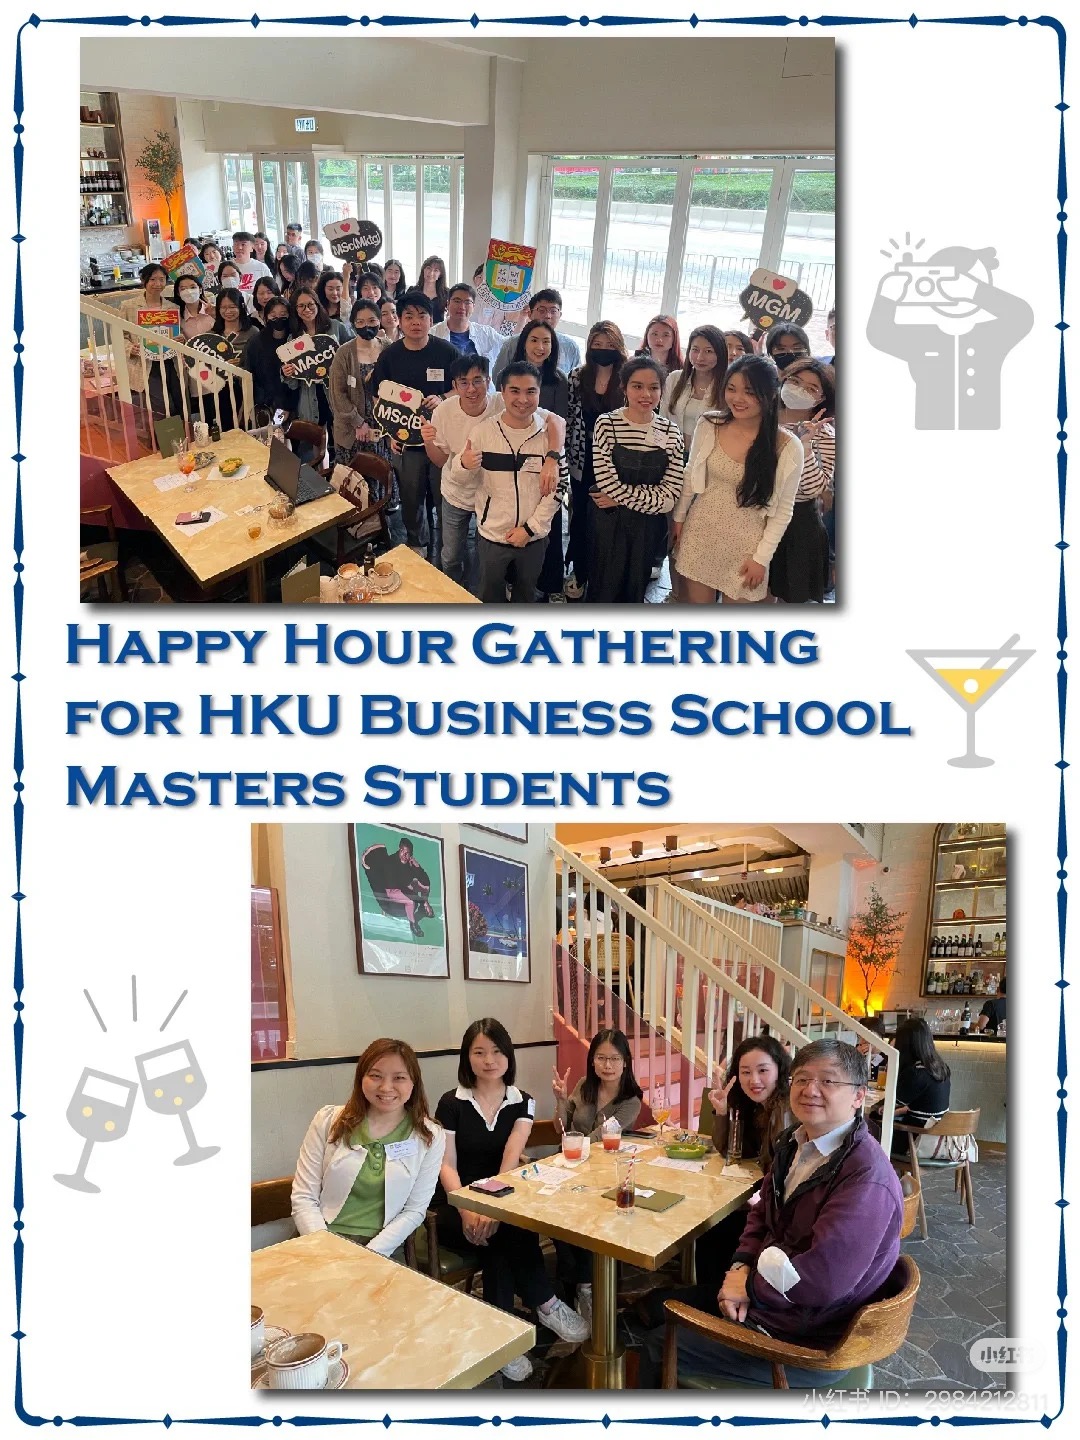 I ❤ MSc(Mktg)
I ❤ MGM
I ❤ MAcct
I ❤ MSc(B
HAPPY HOUR GATHERING
FOR HKU BUSINESS SCHOOL
MASTERS STUDENTS
小红书
小红书 ID: 2984212311